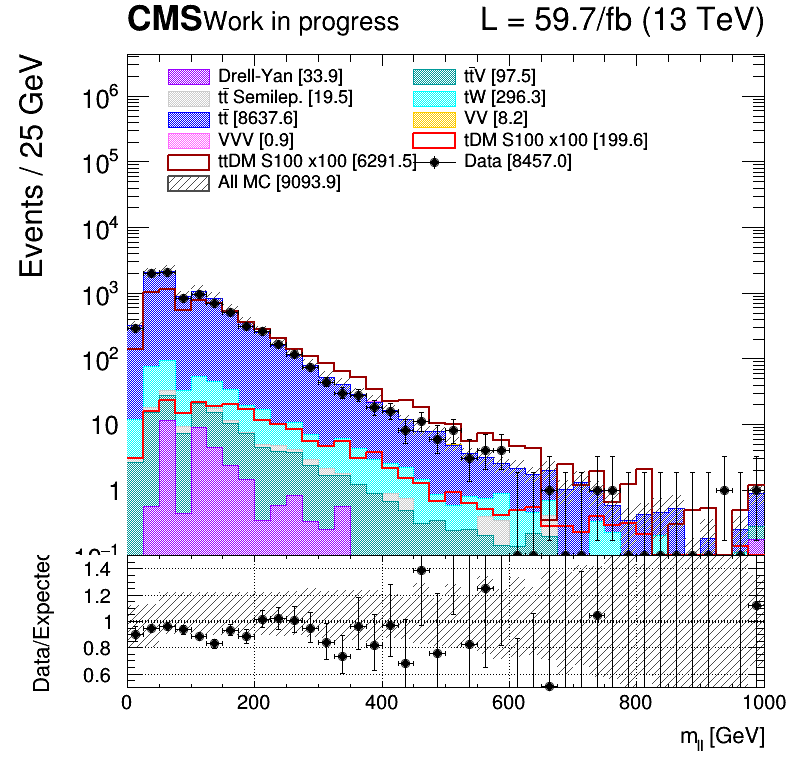 CMS Work in progress L = 59.7/fb (13 TeV)
Events / 25 GeV
Drell-Yan [33.9] tt̄V [97.5]
tt̄ Semilep. [19.5] tW [296.3]
tt̄ [8637.6] VV [8.2]
VVV [0.9] tDM S100 x100 [199.6]
ttDM S100 x100 [6291.5] Data [8457.0]
All MC [9093.9]
10⁶
10⁵
10⁴
10³
10²
10
1
10⁻¹
Data/Expected
1.4
1.2
1
0.8
0.6
0 200 400 600 800 1000
m_ll [GeV]